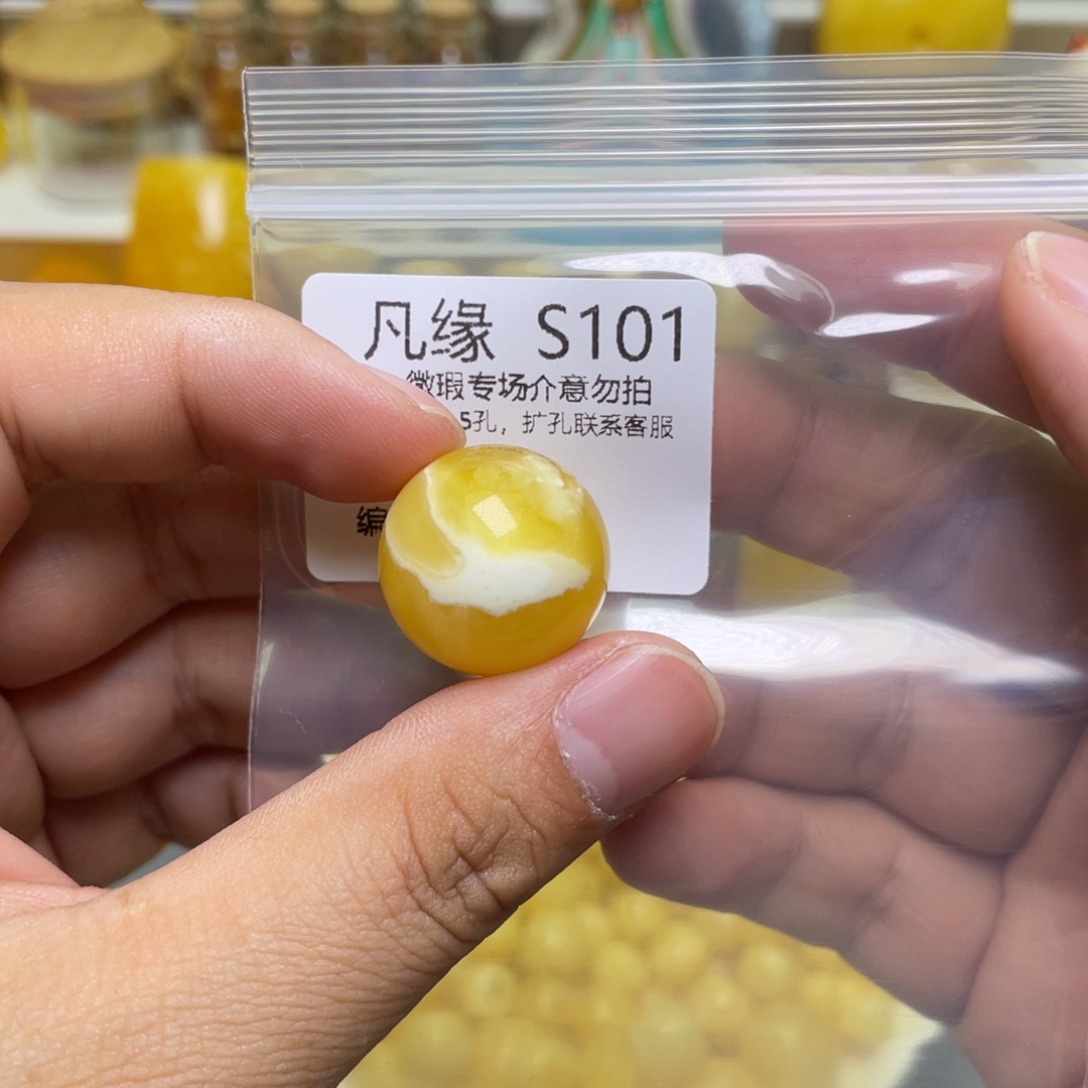 凡缘 S101
微瑕专场介意勿拍
5孔，扩孔联系客服
编